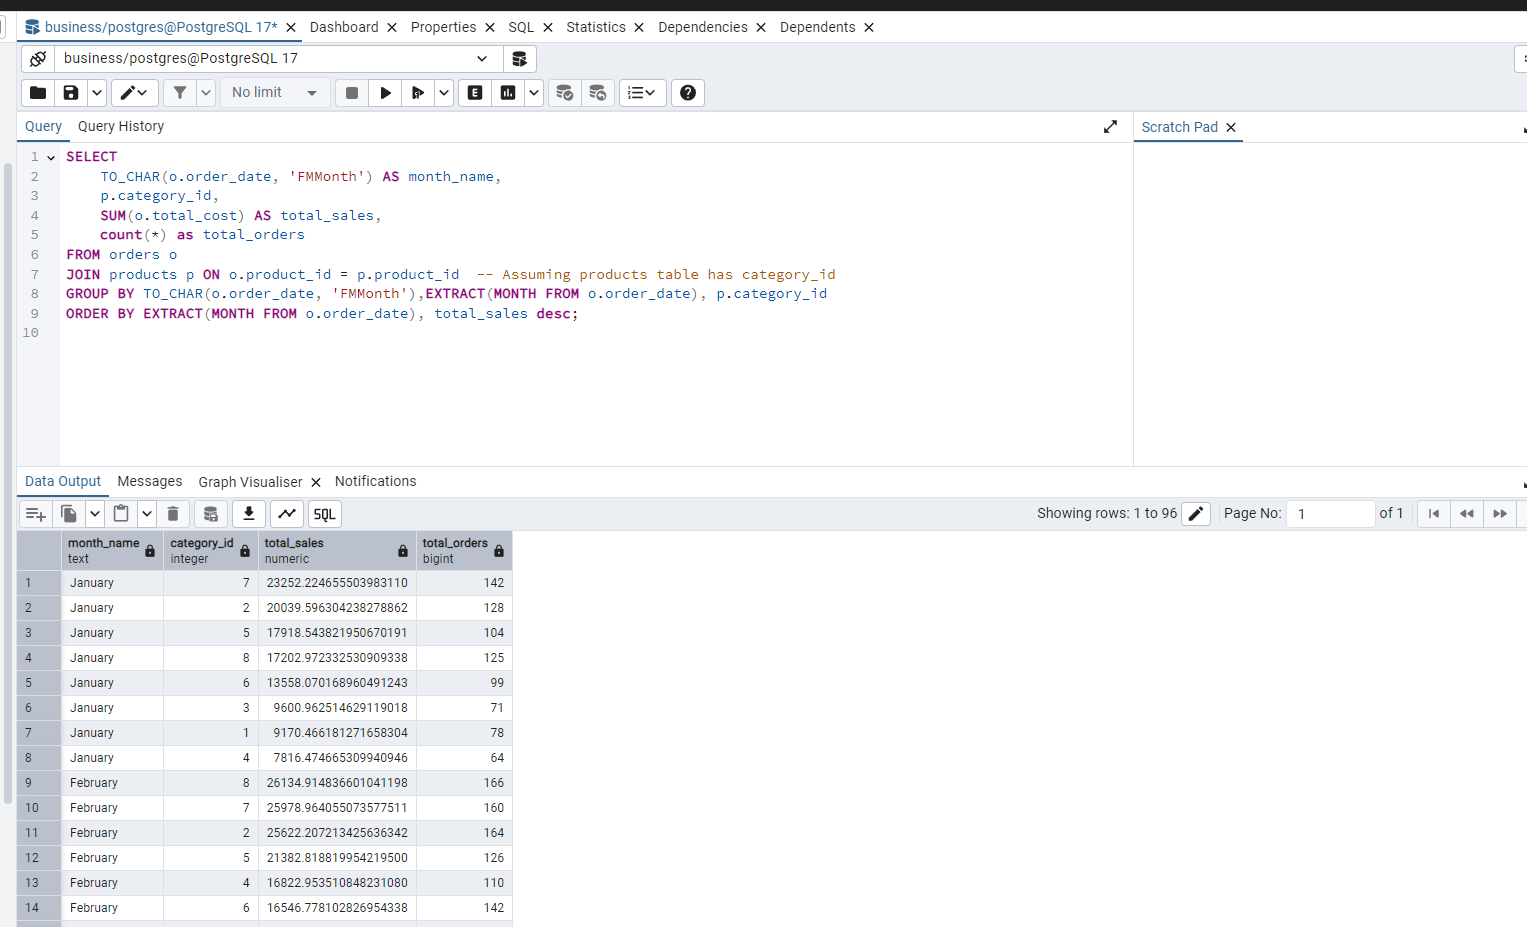 business/postgres@PostgreSQL 17* Dashboard Properties SQL Statistics Dependencies Dependents
business/postgres@PostgreSQL 17
No limit E
Query Query History
Scratch Pad
1 SELECT
2 TO_CHAR(o.order_date, 'FMMonth') AS month_name,
3 p.category_id,
4 SUM(o.total_cost) AS total_sales,
5 count(*) as total_orders
6 FROM orders o
7 JOIN products p ON o.product_id = p.product_id -- Assuming products table has category_id
8 GROUP BY TO_CHAR(o.order_date, 'FMMonth'),EXTRACT(MONTH FROM o.order_date), p.category_id
9 ORDER BY EXTRACT(MONTH FROM o.order_date), total_sales desc;
10
Data Output Messages Graph Visualiser Notifications
SQL Showing rows: 1 to 96 Page No: 1 of 1
month_name category_id total_sales total_orders
text integer numeric bigint
1 January 7 23252.224655503983110 142
2 January 2 20039.596304238278862 128
3 January 5 17918.543821950670191 104
4 January 8 17202.972332530909338 125
5 January 6 13558.070168960491243 99
6 January 3 9600.962514629119018 71
7 January 1 9170.466181271658304 78
8 January 4 7816.474665309940946 64
9 February 8 26134.914836601041198 166
10 February 7 25978.964055073577511 160
11 February 2 25622.207213425636342 164
12 February 5 21382.818819954219500 126
13 February 4 16822.953510848231080 110
14 February 6 16546.778102826954338 142